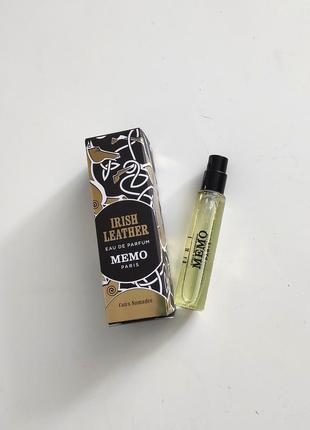 IRISH
LEATHER
EAU DE PARFUM
MEMO
PARIS
Cuirs Nomades
MEMO